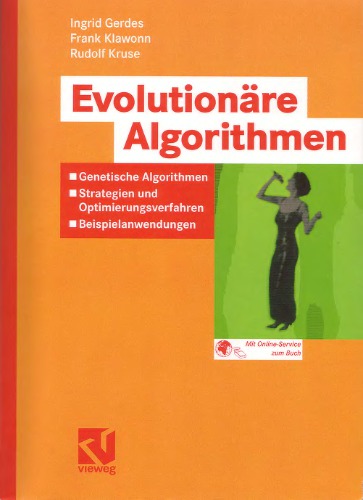 Ingrid Gerdes
Frank Klawonn
Rudolf Kruse
Evolutionäre
Algorithmen
Genetische Algorithmen
Strategien und
Optimierungsverfahren
Beispielanwendungen
Mit Online-Service
zum Buch
vieweg